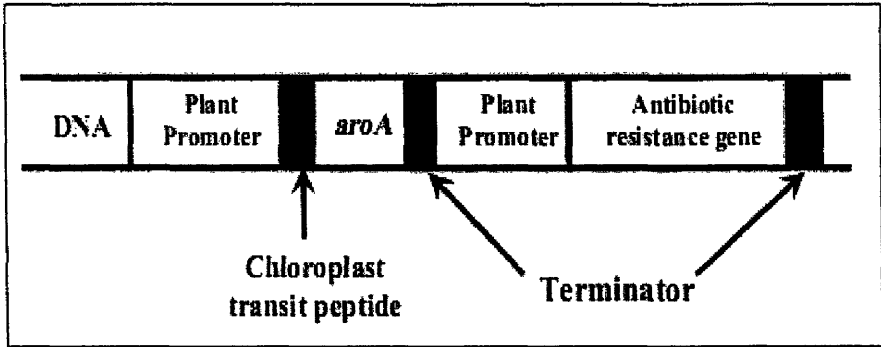 DNA
Plant
Promoter
aroA
Plant
Promoter
Antibiotic
resistance gene
Chloroplast
transit peptide
Terminator